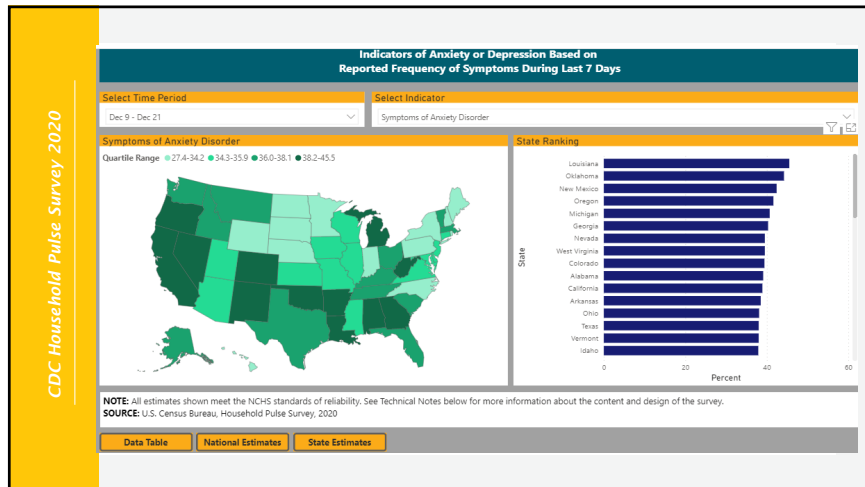 CDC Household Pulse Survey 2020
Indicators of Anxiety or Depression Based on
Reported Frequency of Symptoms During Last 7 Days
Select Time Period
Dec 9 - Dec 21
Select Indicator
Symptoms of Anxiety Disorder
Symptoms of Anxiety Disorder
Quartile Range 27.4-34.2 34.3-35.9 36.0-38.1 38.2-45.5
State Ranking
State
Louisiana
Oklahoma
New Mexico
Oregon
Michigan
Georgia
Nevada
West Virginia
Colorado
Alabama
California
Arkansas
Ohio
Texas
Vermont
Idaho
0 20 40 60
Percent
NOTE: All estimates shown meet the NCHS standards of reliability. See Technical Notes below for more information about the content and design of the survey.
SOURCE: U.S. Census Bureau, Household Pulse Survey, 2020
Data Table
National Estimates
State Estimates